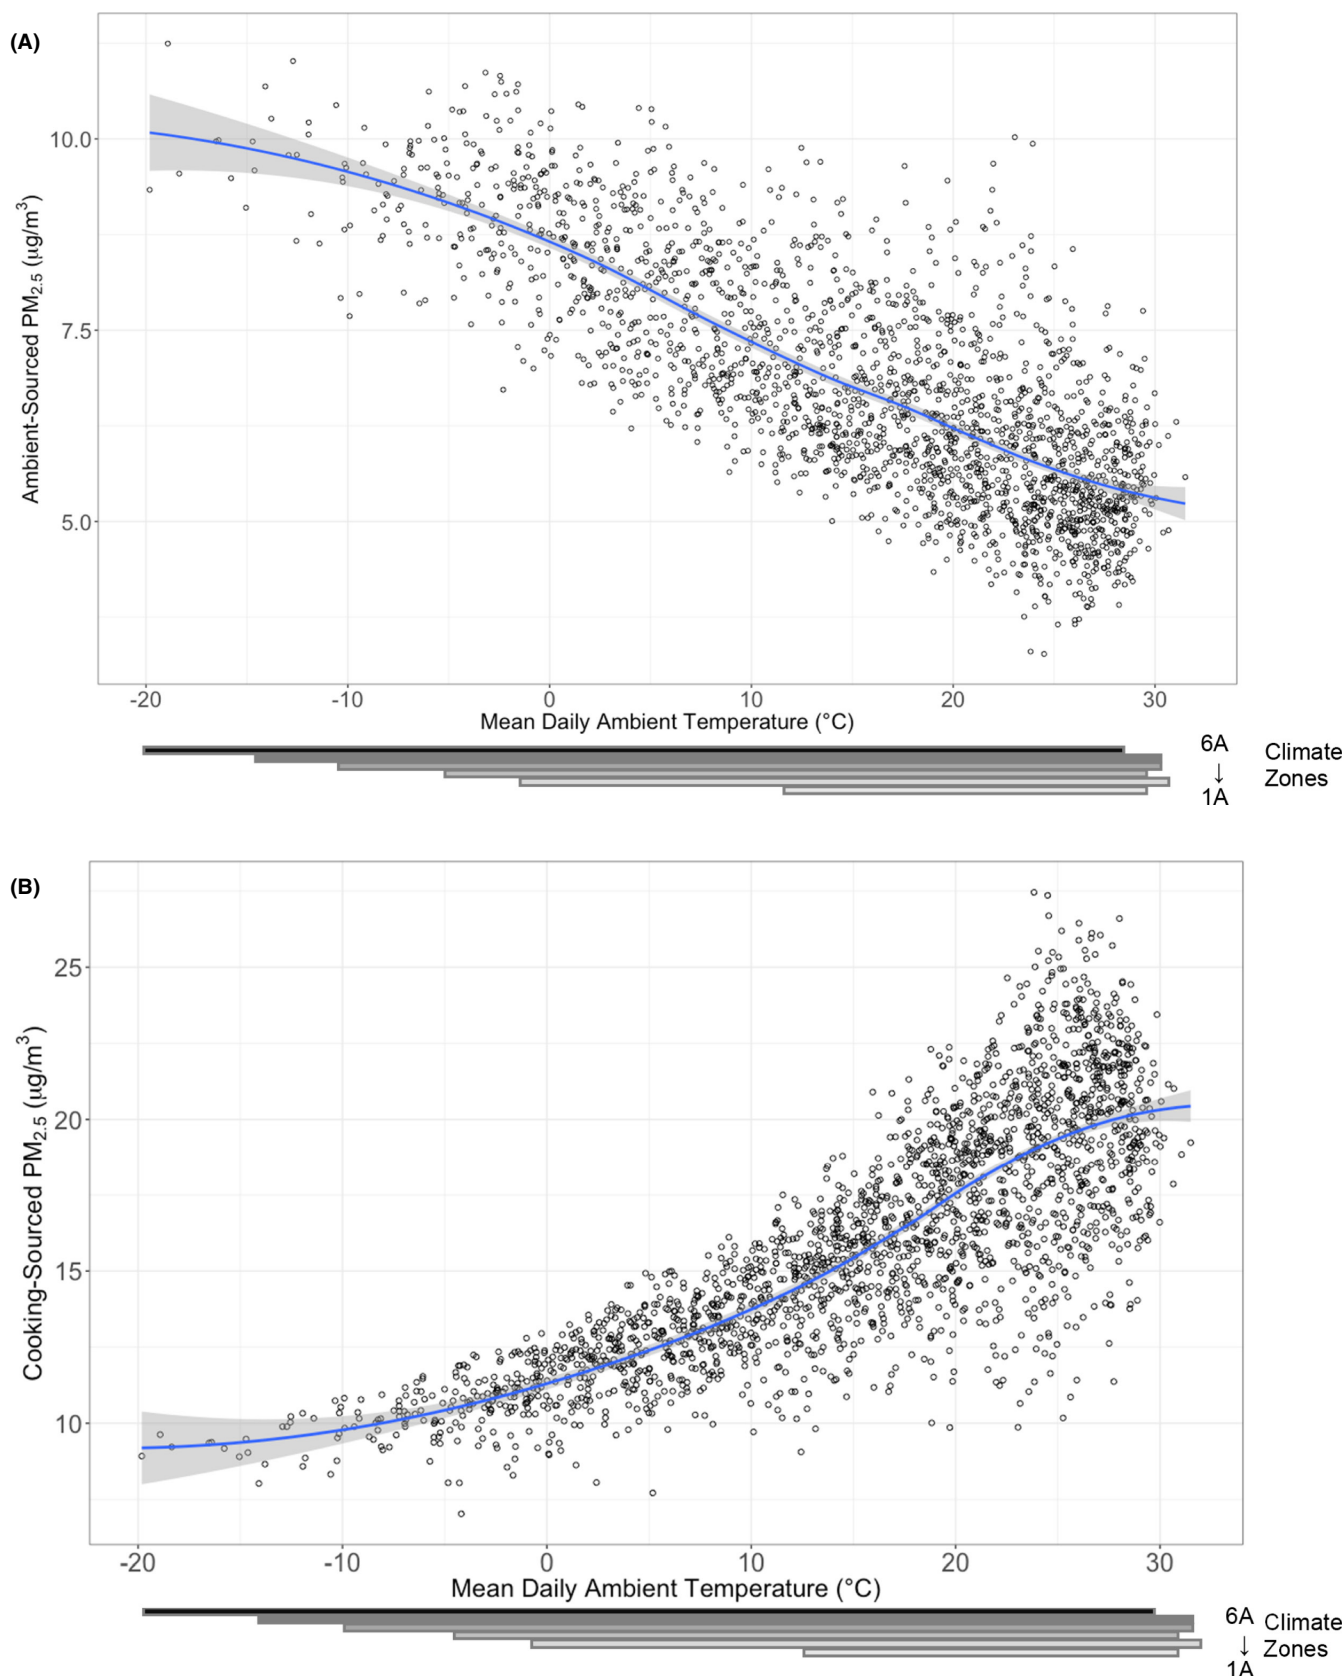 (A)
10.0
7.5
5.0
Ambient-Sourced PM2.5 (μg/m3)
-20 -10 0 10 20 30
Mean Daily Ambient Temperature (°C)
6A Climate
↓ Zones
1A
(B)
25
20
15
10
Cooking-Sourced PM2.5 (μg/m3)
-20 -10 0 10 20 30
Mean Daily Ambient Temperature (°C)
6A Climate
↓ Zones
1A